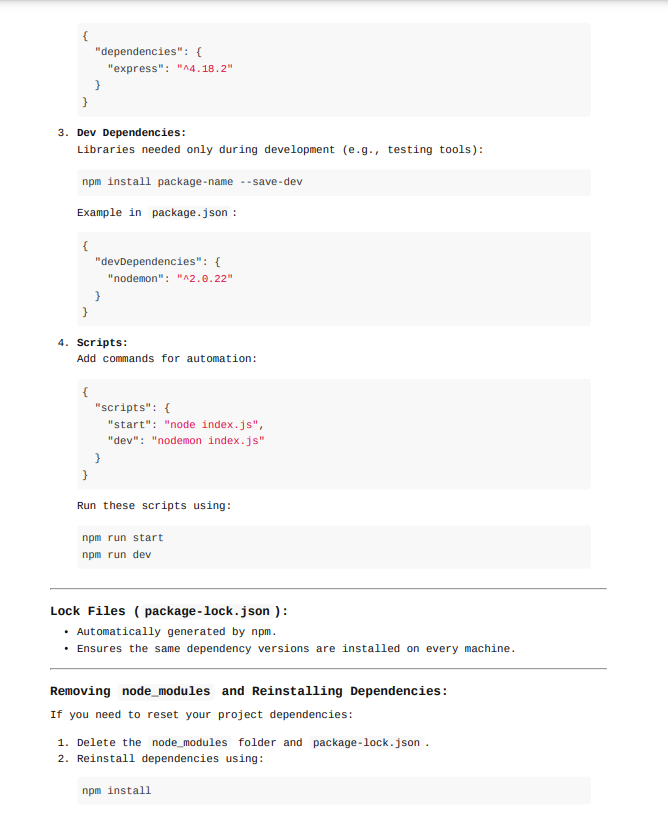 {
  "dependencies": {
    "express": "^4.18.2"
  }
}
3. Dev Dependencies:
Libraries needed only during development (e.g., testing tools):
npm install package-name --save-dev
Example in package.json :
{
  "devDependencies": {
    "nodemon": "^2.0.22"
  }
}
4. Scripts:
Add commands for automation:
{
  "scripts": {
    "start": "node index.js",
    "dev": "nodemon index.js"
  }
}
Run these scripts using:
npm run start
npm run dev
Lock Files ( package-lock.json ):
• Automatically generated by npm.
• Ensures the same dependency versions are installed on every machine.
Removing node_modules and Reinstalling Dependencies:
If you need to reset your project dependencies:
1. Delete the node_modules folder and package-lock.json .
2. Reinstall dependencies using:
npm install